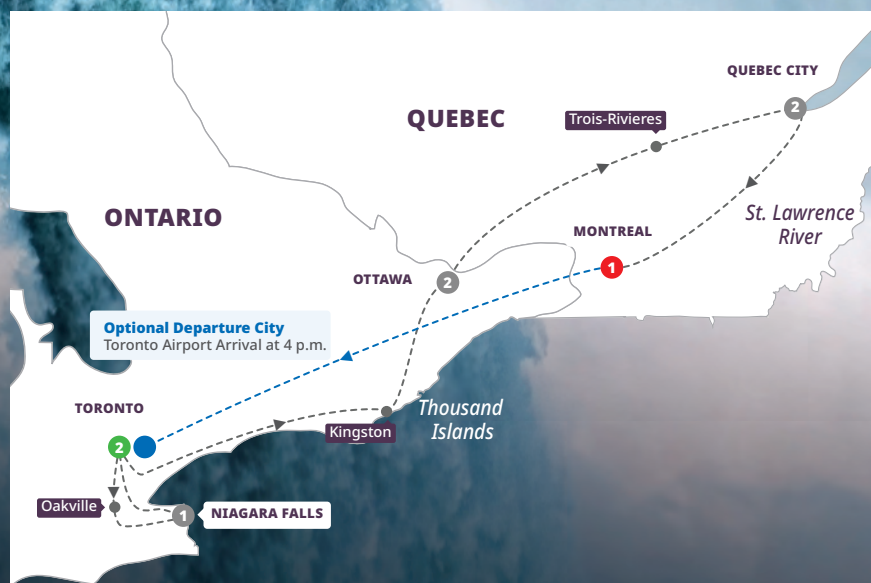 QUEBEC CITY
2
QUEBEC
Trois-Rivieres
ONTARIO
St. Lawrence
River
MONTREAL
1
OTTAWA
2
Optional Departure City
Toronto Airport Arrival at 4 p.m.
TORONTO
2
Thousand
Islands
Kingston
Oakville
1
NIAGARA FALLS